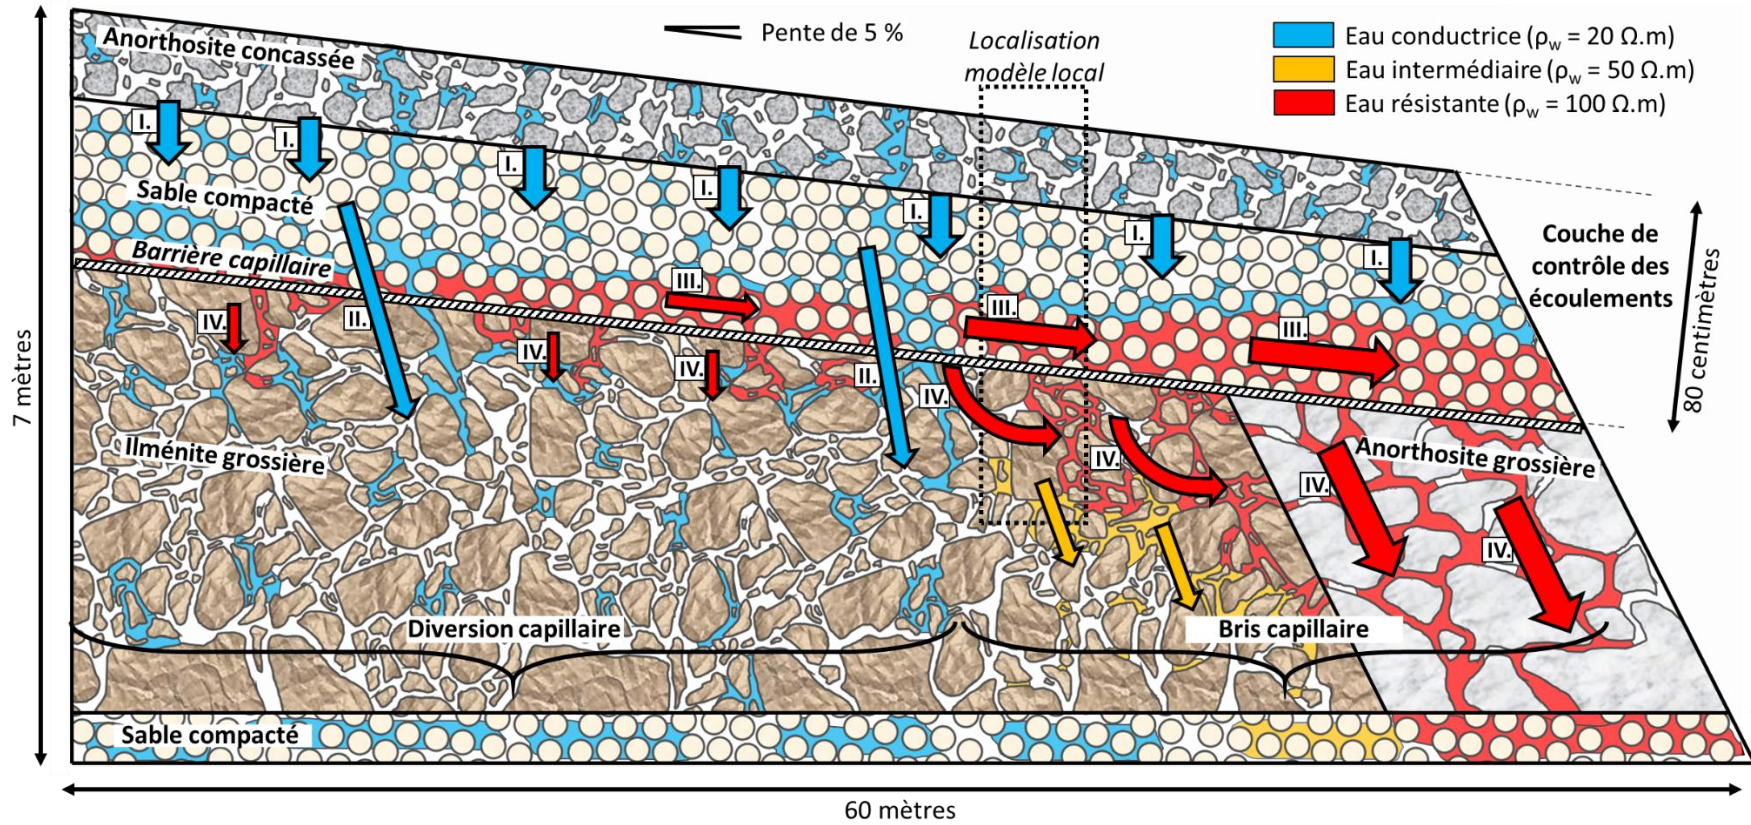 Anorthosite concassée
Pente de 5 %
Localisation
modèle local
Eau conductrice (ρw = 20 Ω.m)
Eau intermédiaire (ρw = 50 Ω.m)
Eau résistante (ρw = 100 Ω.m)
I.
I.
I.
I.
I.
I.
I.
Sable compacté
Barrière capillaire
Couche de
contrôle des
écoulements
80 centimètres
7 mètres
III.
III.
III.
II.
II.
IV.
IV.
IV.
IV.
IV.
IV.
IV.
Ilménite grossière
Anorthosite grossière
Diversion capillaire
Bris capillaire
Sable compacté
60 mètres